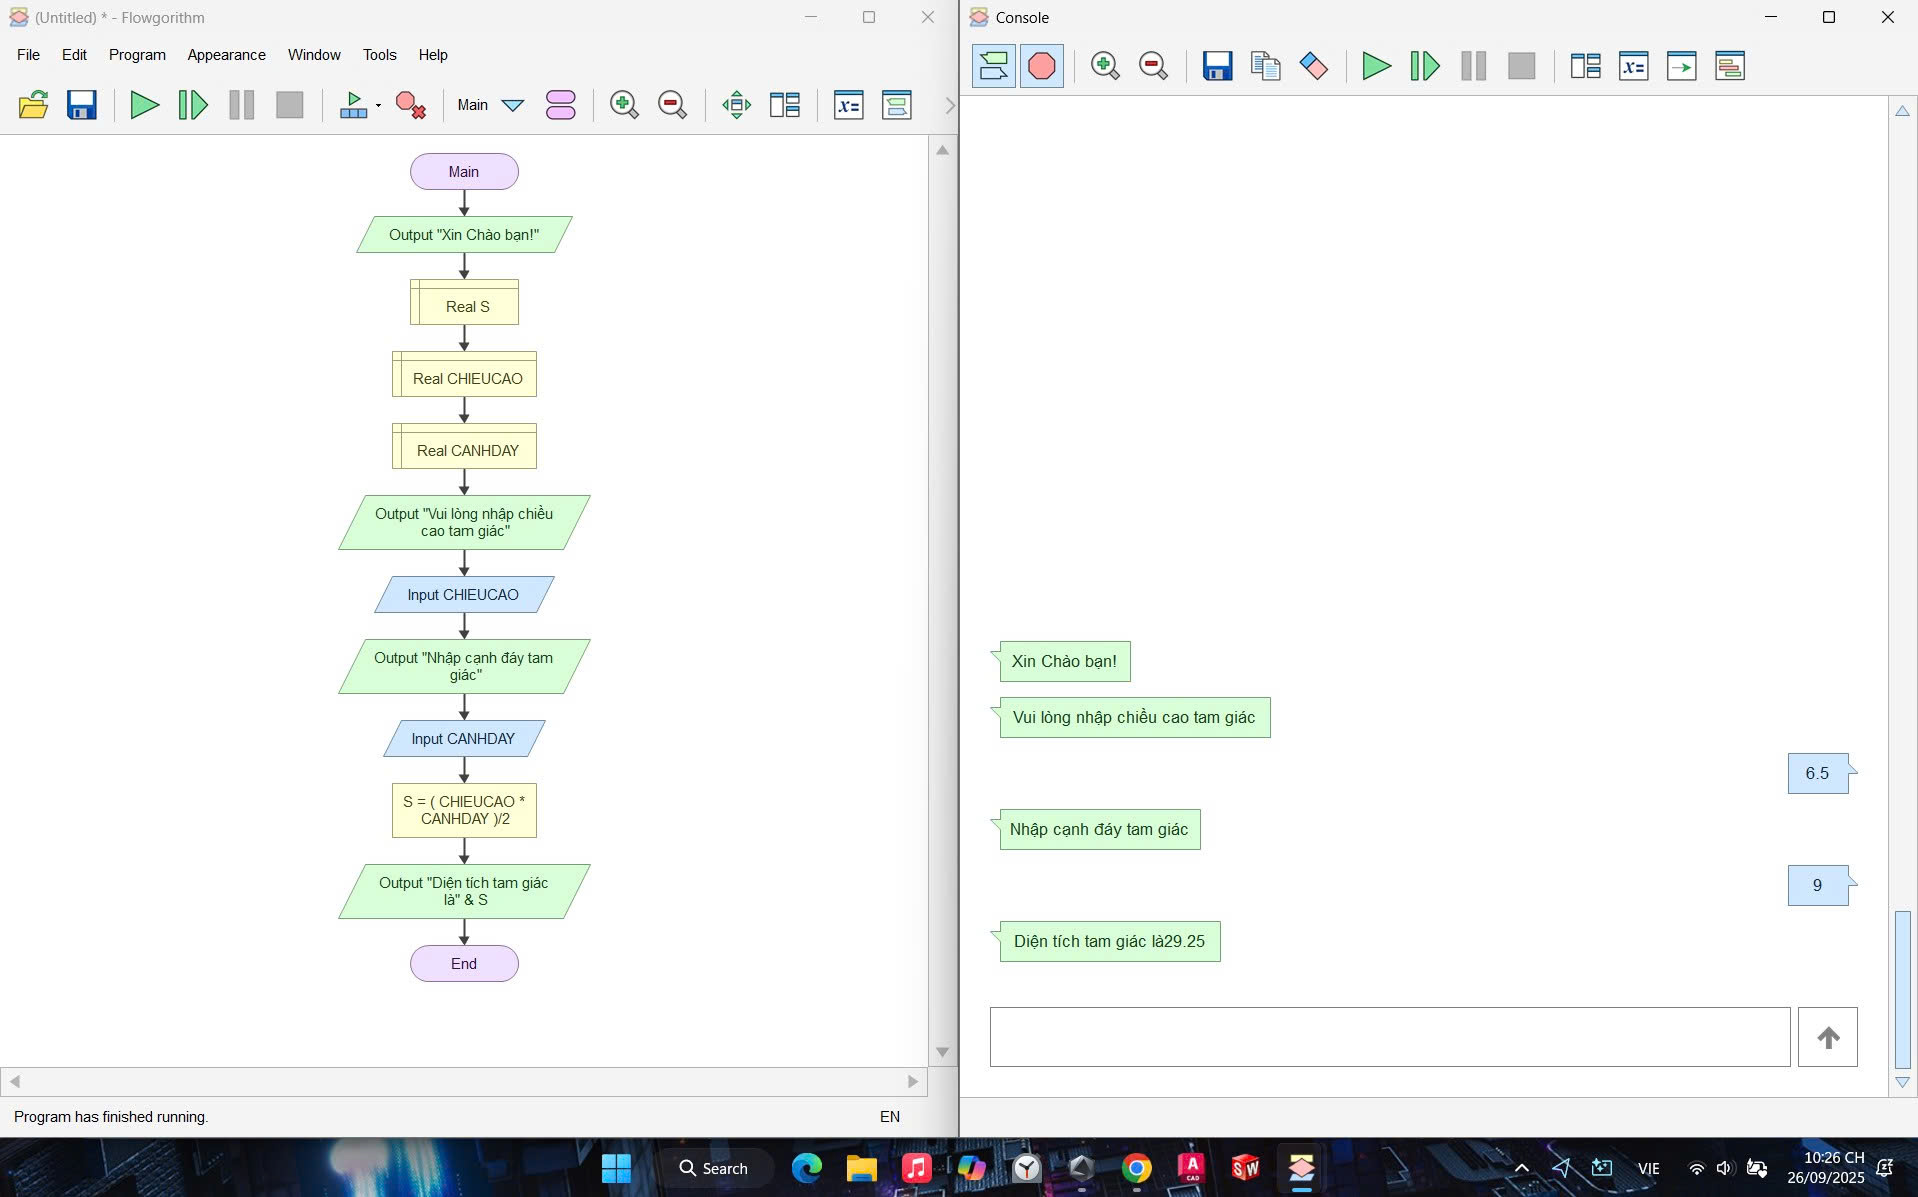 (Untitled) * - Flowgorithm
File Edit Program Appearance Window Tools Help
Main
Main
Output "Xin Chào bạn!"
Real S
Real CHIEUCAO
Real CANHDAY
Output "Vui lòng nhập chiều
cao tam giác"
Input CHIEUCAO
Output "Nhập cạnh đáy tam
giác"
Input CANHDAY
S = ( CHIEUCAO *
CANHDAY )/2
Output "Diện tích tam giác
là" & S
End
Program has finished running.
EN
Console
Xin Chào bạn!
Vui lòng nhập chiều cao tam giác
6.5
Nhập cạnh đáy tam giác
9
Diện tích tam giác là29.25
Search
A
CAD
SW
VIE
10:26 CH
26/09/2025